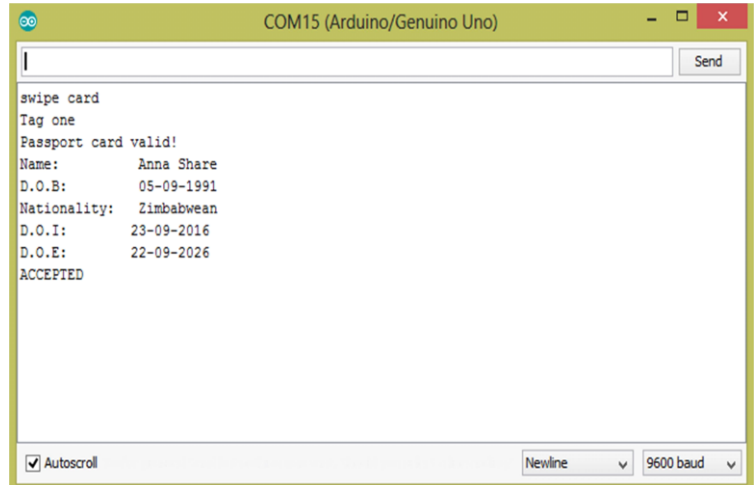 COM15 (Arduino/Genuino Uno)
Send
swipe card
Tag one
Passport card valid!
Name: Anna Share
D.O.B: 05-09-1991
Nationality: Zimbabwean
D.O.I: 23-09-2016
D.O.E: 22-09-2026
ACCEPTED
Autoscroll Newline 9600 baud